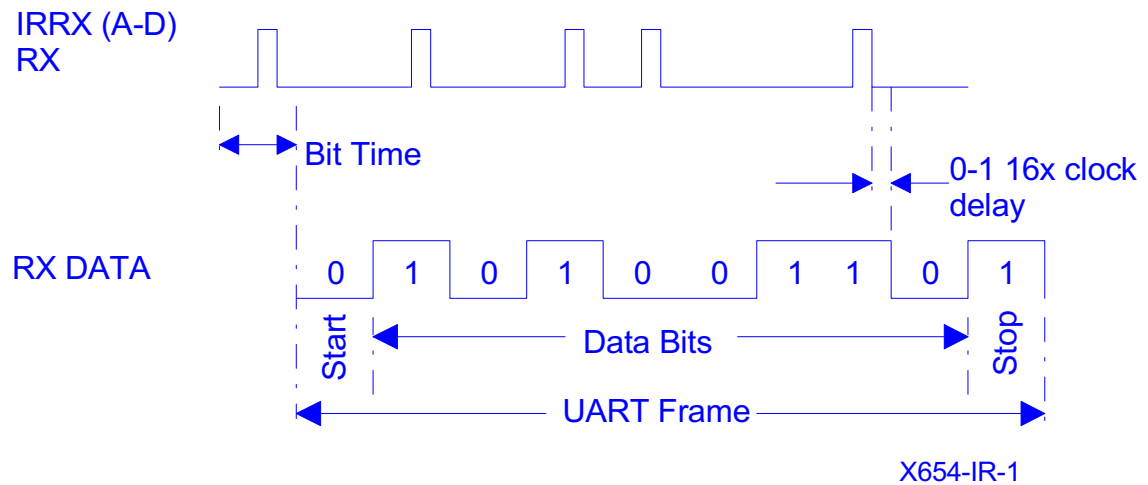 IRRX (A-D)
RX
Bit Time
0-1 16x clock
delay
RX DATA
0 1 0 1 0 0 1 1 0 1
Start
Data Bits
Stop
UART Frame
X654-IR-1